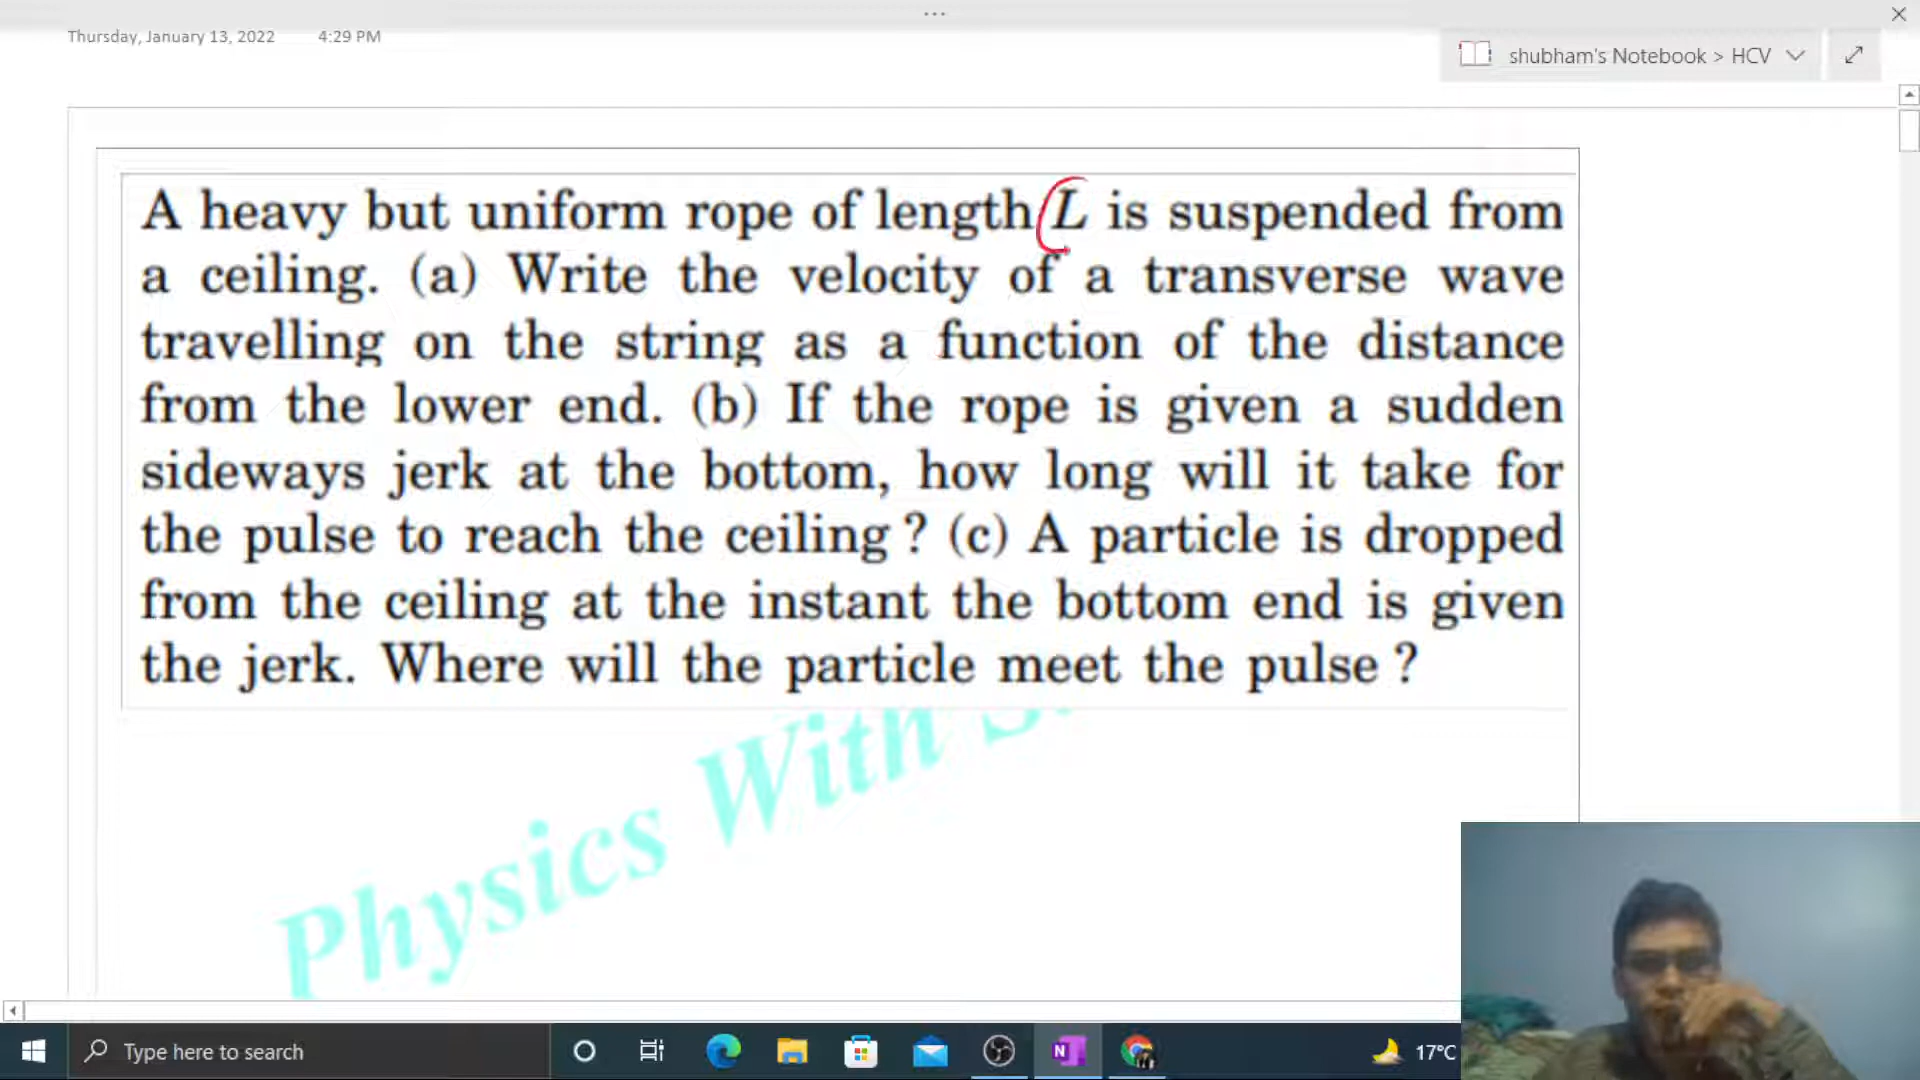 Thursday, January 13, 2022 4:29 PM
shubham's Notebook > HCV
A heavy but uniform rope of length L is suspended from
a ceiling. (a) Write the velocity of a transverse wave
travelling on the string as a function of the distance
from the lower end. (b) If the rope is given a sudden
sideways jerk at the bottom, how long will it take for
the pulse to reach the ceiling ? (c) A particle is dropped
from the ceiling at the instant the bottom end is given
the jerk. Where will the particle meet the pulse ?
Physics With
Type here to search
17°C